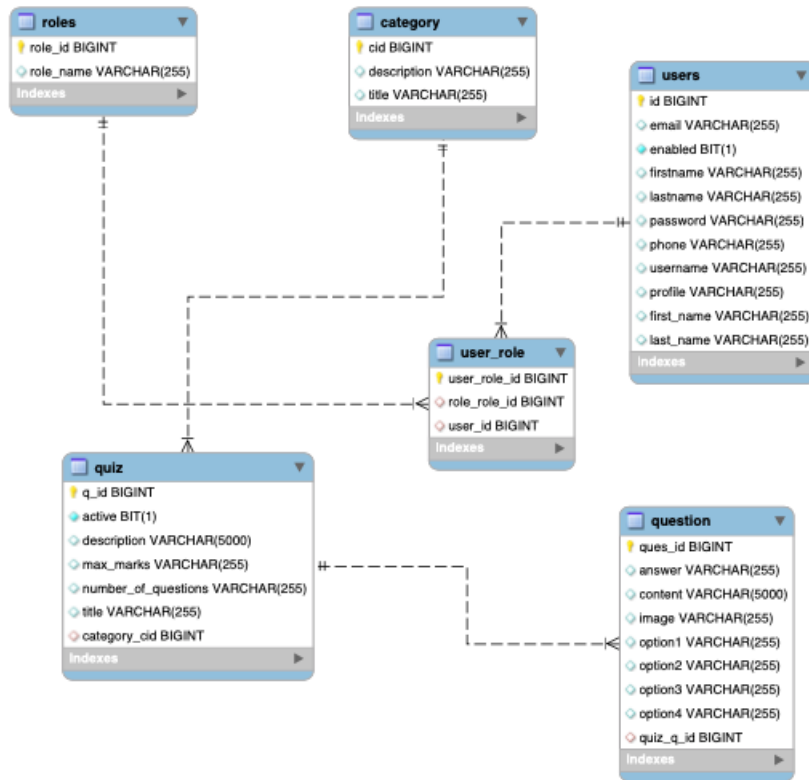 roles
role_id BIGINT
role_name VARCHAR(255)
Indexes
category
cid BIGINT
description VARCHAR(255)
title VARCHAR(255)
Indexes
users
id BIGINT
email VARCHAR(255)
enabled BIT(1)
firstname VARCHAR(255)
lastname VARCHAR(255)
password VARCHAR(255)
phone VARCHAR(255)
username VARCHAR(255)
profile VARCHAR(255)
first_name VARCHAR(255)
last_name VARCHAR(255)
Indexes
user_role
user_role_id BIGINT
role_role_id BIGINT
user_id BIGINT
Indexes
quiz
q_id BIGINT
active BIT(1)
description VARCHAR(5000)
max_marks VARCHAR(255)
number_of_questions VARCHAR(255)
title VARCHAR(255)
category_cid BIGINT
Indexes
question
ques_id BIGINT
answer VARCHAR(255)
content VARCHAR(5000)
image VARCHAR(255)
option1 VARCHAR(255)
option2 VARCHAR(255)
option3 VARCHAR(255)
option4 VARCHAR(255)
quiz_q_id BIGINT
Indexes